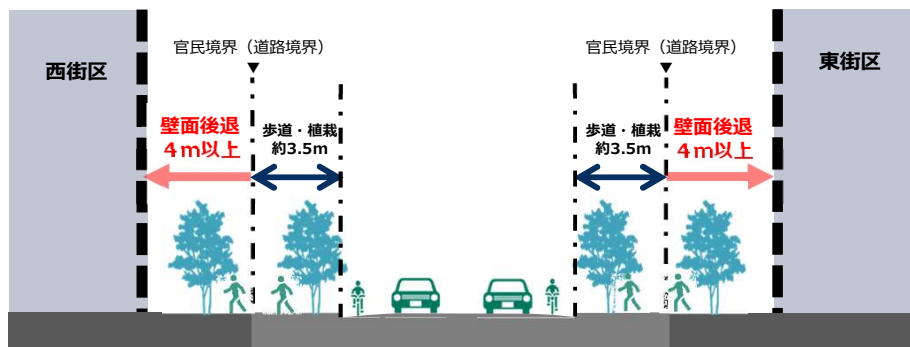 官民境界（道路境界）
官民境界（道路境界）
西街区
東街区
壁面後退
４ｍ以上
歩道・植栽
約3.5m
歩道・植栽
約3.5m
壁面後退
４ｍ以上